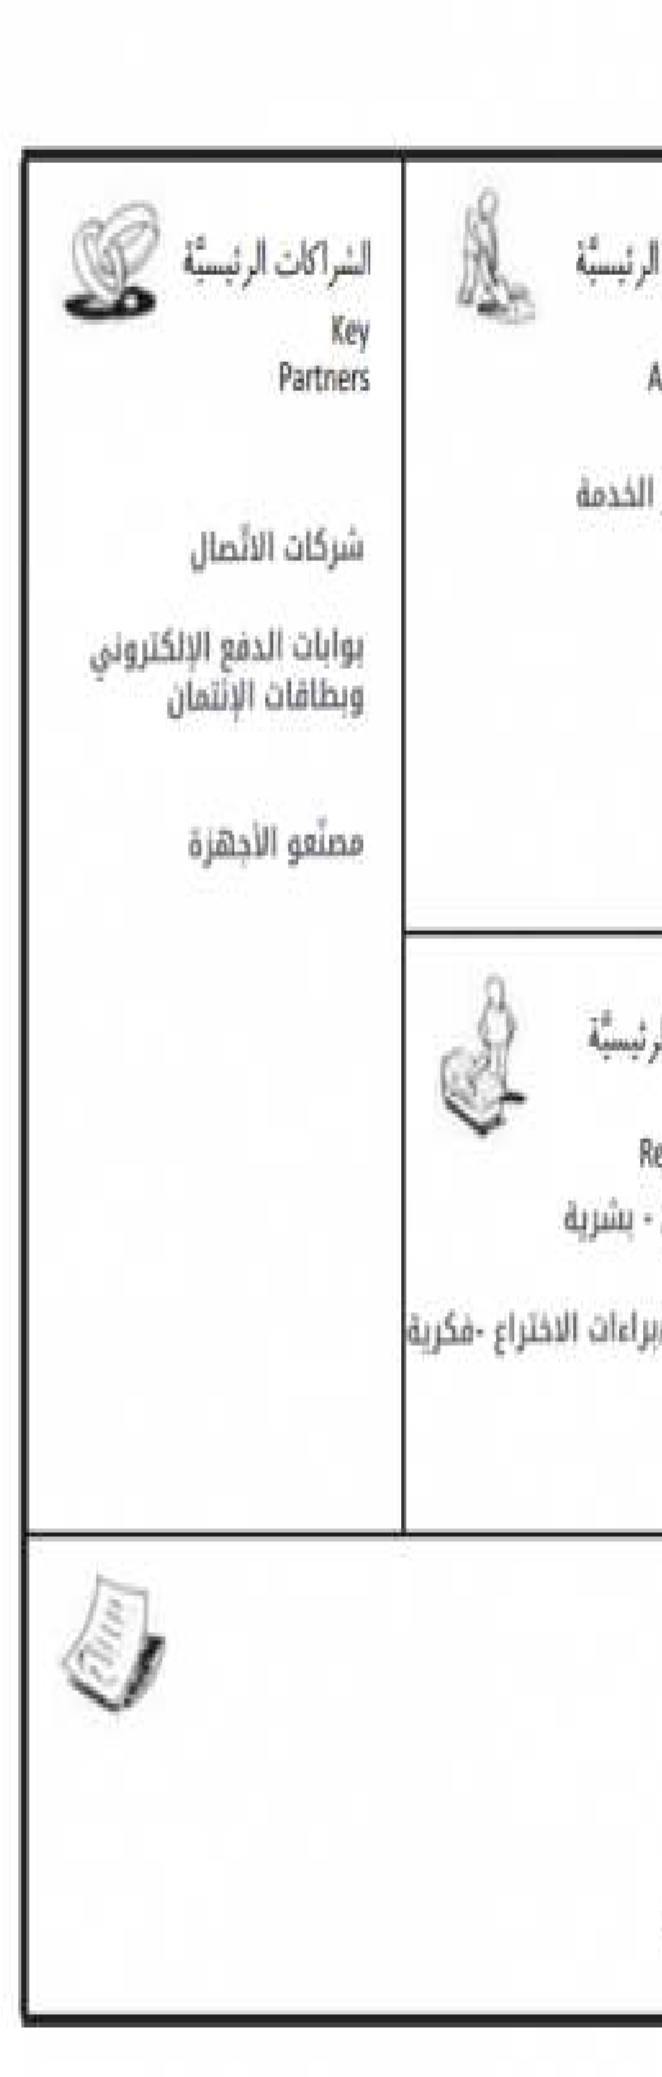 الشراكات الرئيسيَّة
Key
Partners
شركات الاتّصال
بوابات الدفع الإلكتروني
وبطاقات الإئتمان
مصنّعو الأجهزة
الرئيسيَّة
A
الخدمة
الرئيسيَّة
Re
- بشرية
براءات الاختراع -فكرية